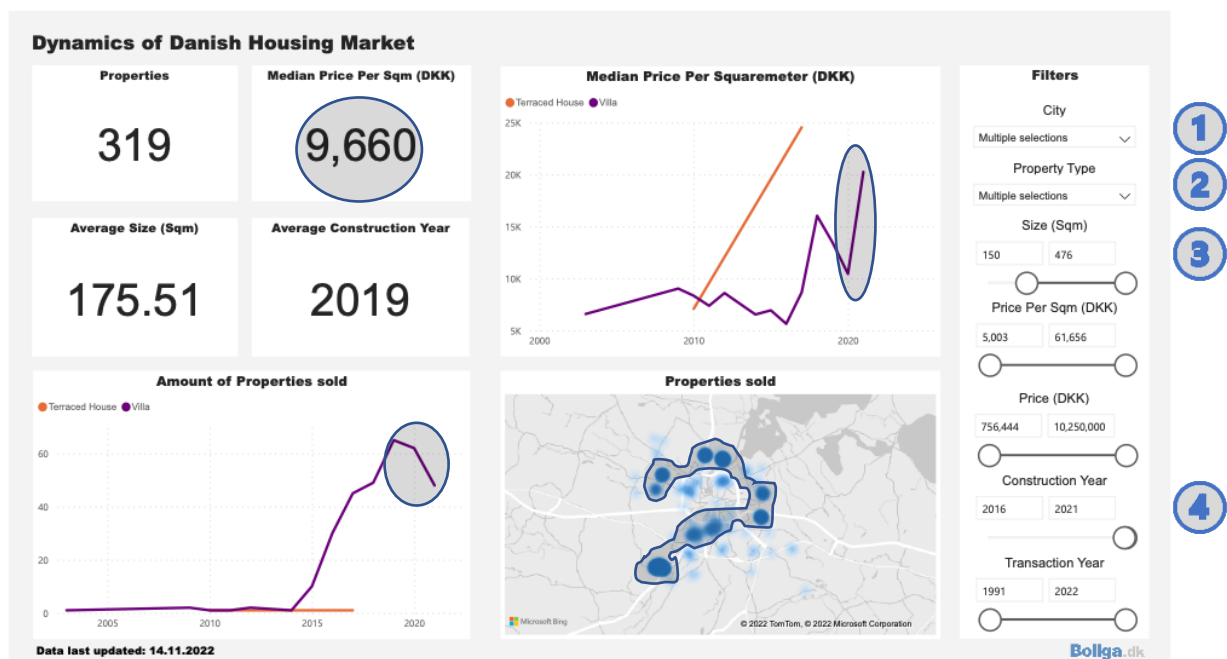 Dynamics of Danish Housing Market
Properties
319
Median Price Per Sqm (DKK)
9,660
Average Size (Sqm)
175.51
Average Construction Year
2019
Median Price Per Squaremeter (DKK)
Terraced House Villa
25K
20K
15K
10K
5K
2000 2010 2020
Amount of Properties sold
Terraced House Villa
60
40
20
0
2005 2010 2015 2020
Properties sold
Microsoft Bing
© 2022 TomTom, © 2022 Microsoft Corporation
Filters
City
Multiple selections
1
Property Type
Multiple selections
2
Size (Sqm)
150 476
3
Price Per Sqm (DKK)
5,003 61,656
Price (DKK)
756,444 10,250,000
Construction Year
2016 2021
4
Transaction Year
1991 2022
Data last updated: 14.11.2022
Bollga.dk